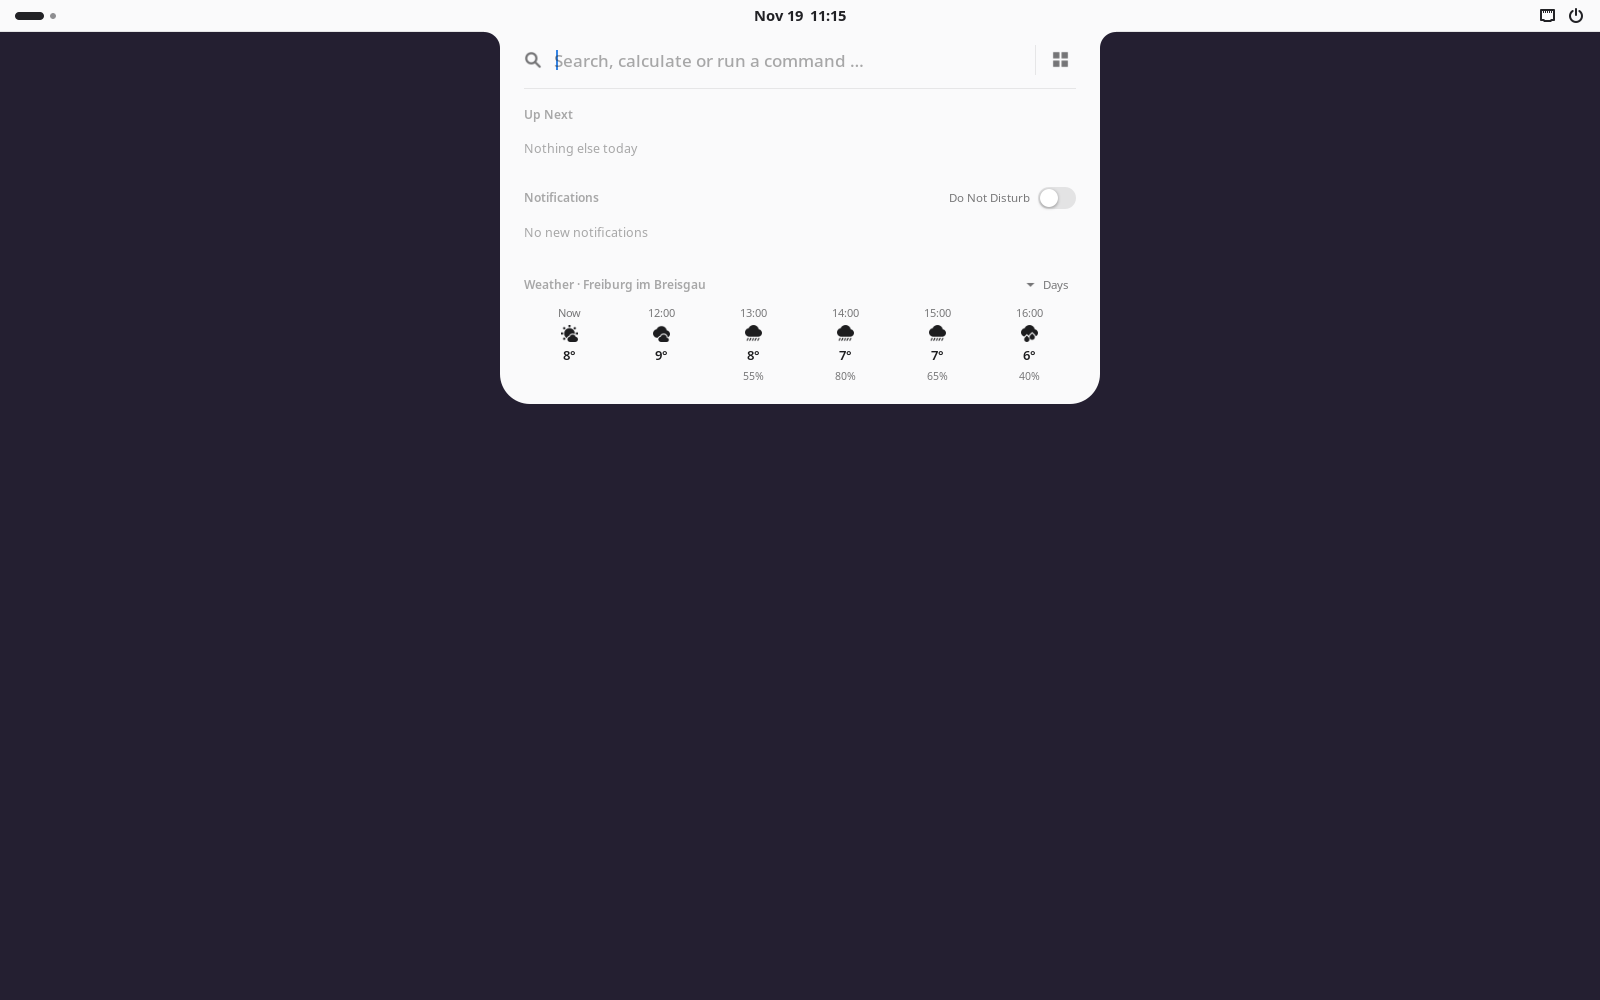 Nov 19 11:15
Search, calculate or run a command ...
Up Next
Nothing else today
Notifications
Do Not Disturb
No new notifications
Weather · Freiburg im Breisgau
Days
Now 12:00 13:00 14:00 15:00 16:00
8° 9° 8° 7° 7° 6°
55% 80% 65% 40%